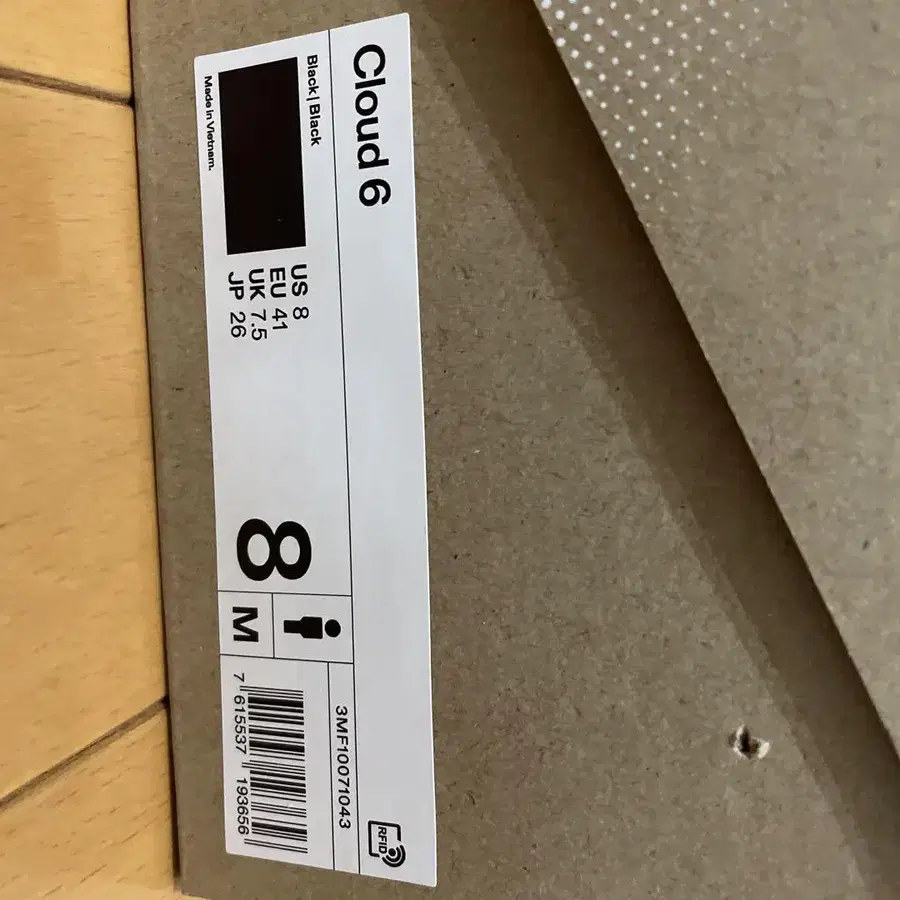 Cloud 6
Black | Black
Made in Vietnam.
US 8
EU 41
UK 7.5
JP 26
8
M
3MF10071043
7 615537 193656
RFID